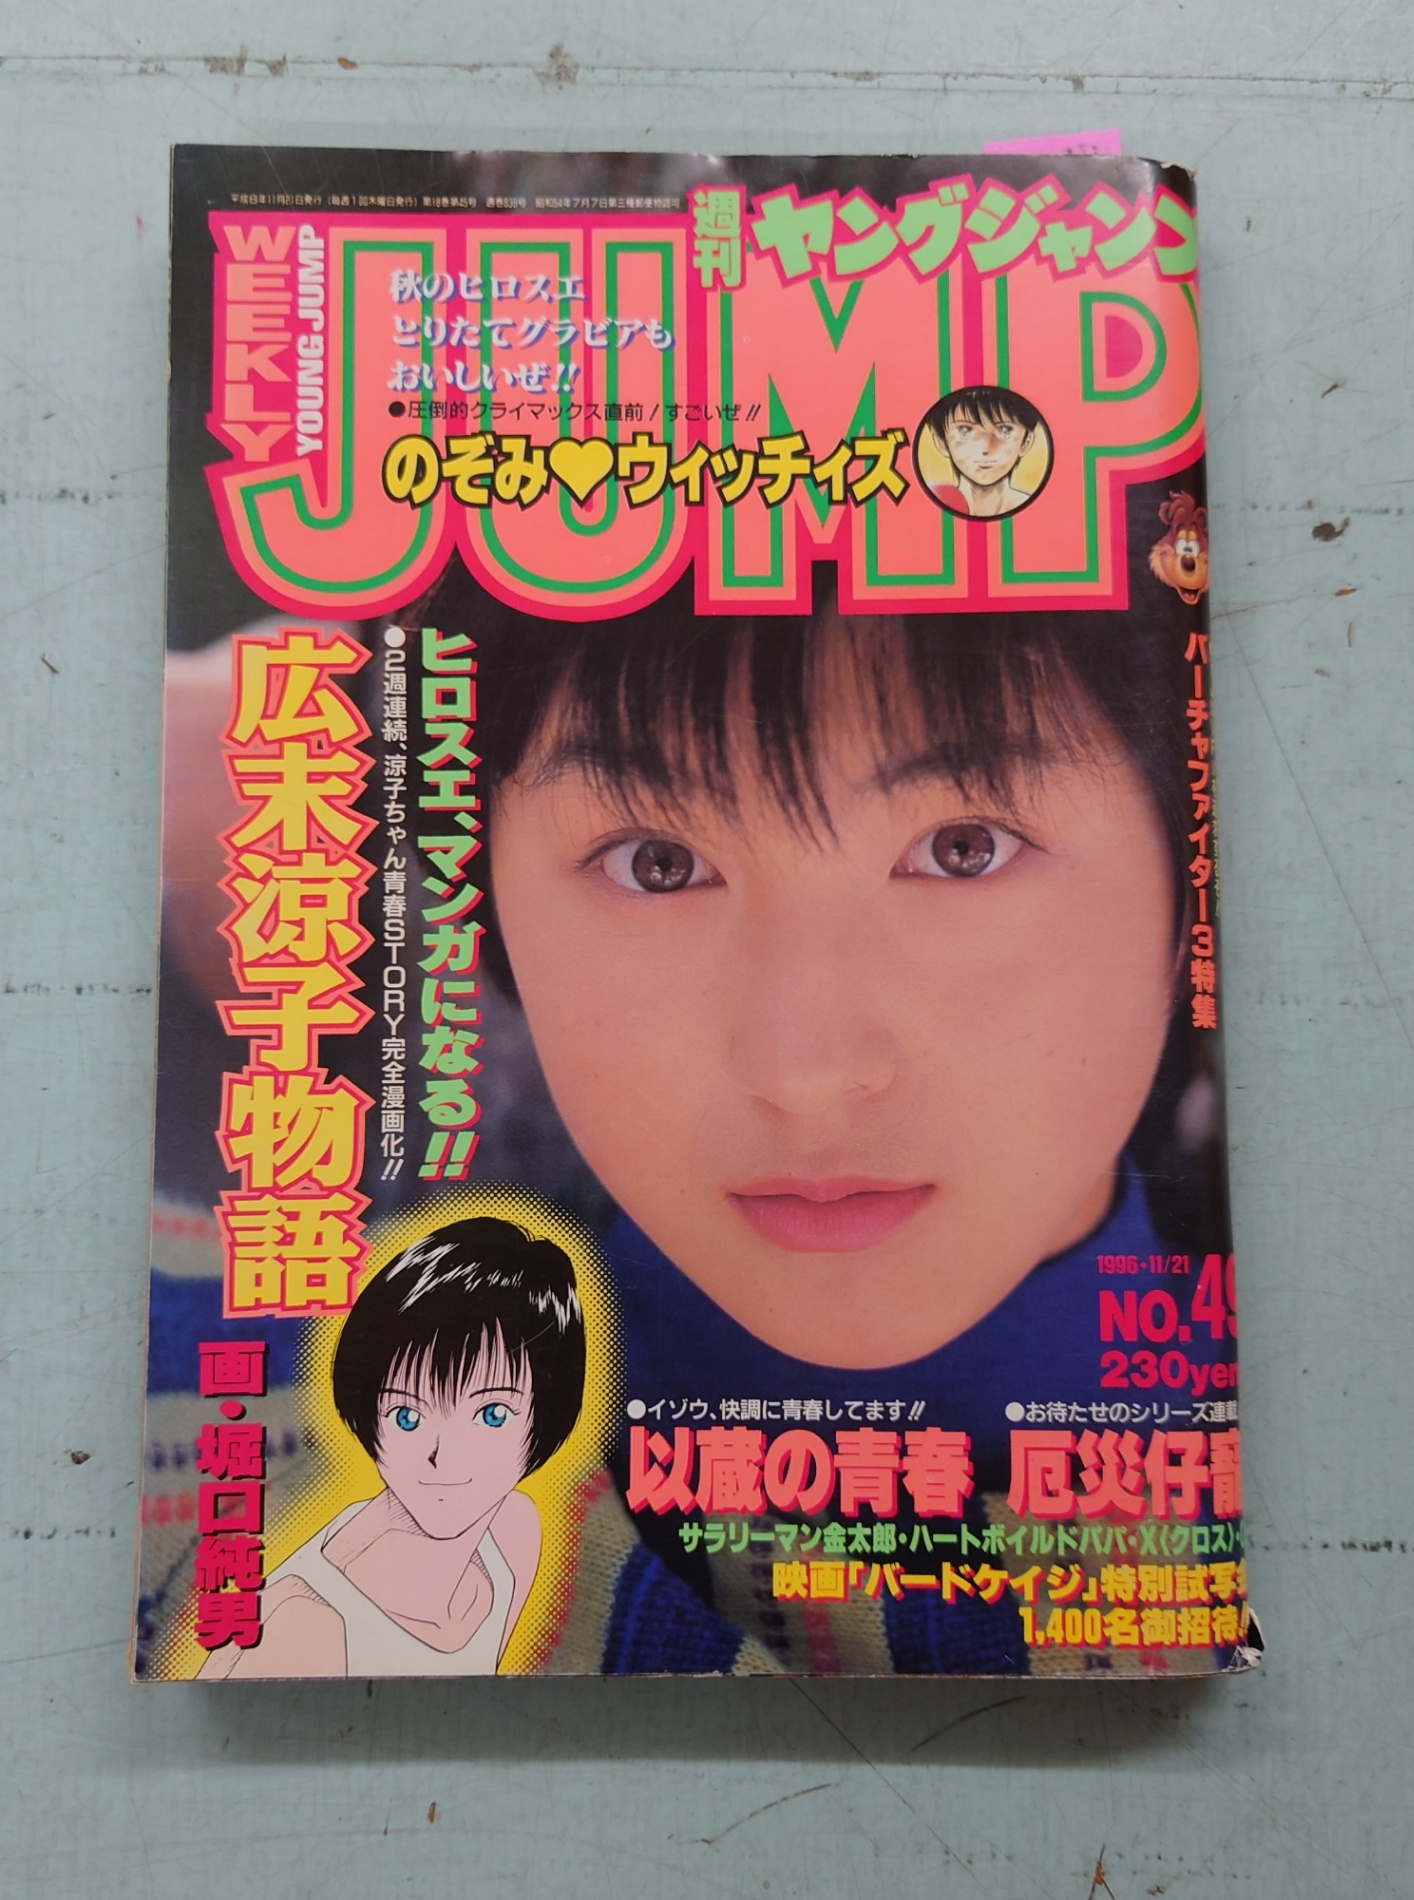 平成8年11月21日発行(毎週1回木曜日発行) 第18巻第45号 通巻839号 昭和54年7月7日第三種郵便物認可
週刊ヤングジャンプ
WEEKLY
YOUNG JUMP
JUMP
秋のヒロスエ
とりたてグラビアも
おいしいぜ!!
●圧倒的クライマックス直前!すごいぜ!!
のぞみ♥ウィッチィズ
バーチャファイター3特集
ヒロスエ、マンガになる!!
●2週連続、涼子ちゃん青春STORY完全漫画化!!
広末涼子物語
画・堀口純男
1996・11/21
NO.49
230yen
●イゾウ、快調に青春してます!!
以蔵の青春
●お待たせのシリーズ連載
厄災仔寵
サラリーマン金太郎・ハートボイルドパパ・X(クロス)・
映画「バードケイジ」特別試写会
1,400名御招待!!